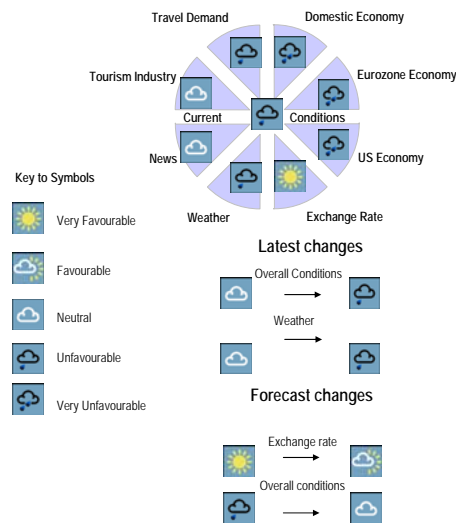 Travel Demand
Domestic Economy
Tourism Industry
Eurozone Economy
Current
Conditions
News
US Economy
Weather
Exchange Rate
Key to Symbols
Very Favourable
Favourable
Neutral
Unfavourable
Very Unfavourable
Latest changes
Overall Conditions
Weather
Forecast changes
Exchange rate
Overall conditions